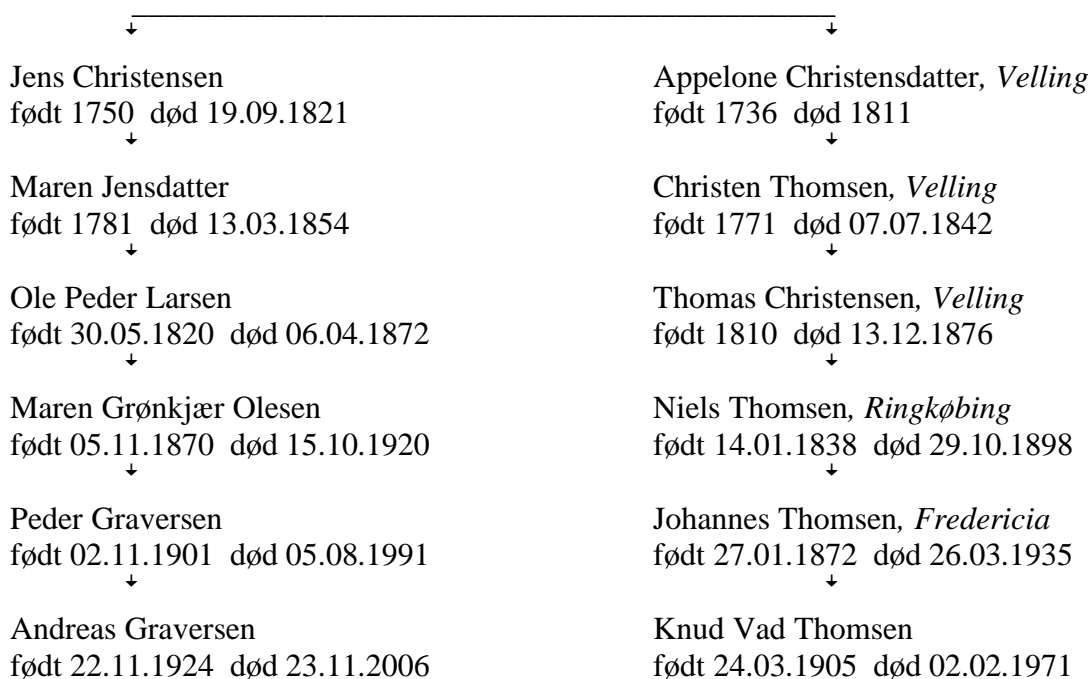 Jens Christensen
født 1750 død 19.09.1821
Maren Jensdatter
født 1781 død 13.03.1854
Ole Peder Larsen
født 30.05.1820 død 06.04.1872
Maren Grønkjær Olesen
født 05.11.1870 død 15.10.1920
Peder Graversen
født 02.11.1901 død 05.08.1991
Andreas Graversen
født 22.11.1924 død 23.11.2006
Appelone Christensdatter, Velling
født 1736 død 1811
Christen Thomsen, Velling
født 1771 død 07.07.1842
Thomas Christensen, Velling
født 1810 død 13.12.1876
Niels Thomsen, Ringkøbing
født 14.01.1838 død 29.10.1898
Johannes Thomsen, Fredericia
født 27.01.1872 død 26.03.1935
Knud Vad Thomsen
født 24.03.1905 død 02.02.1971